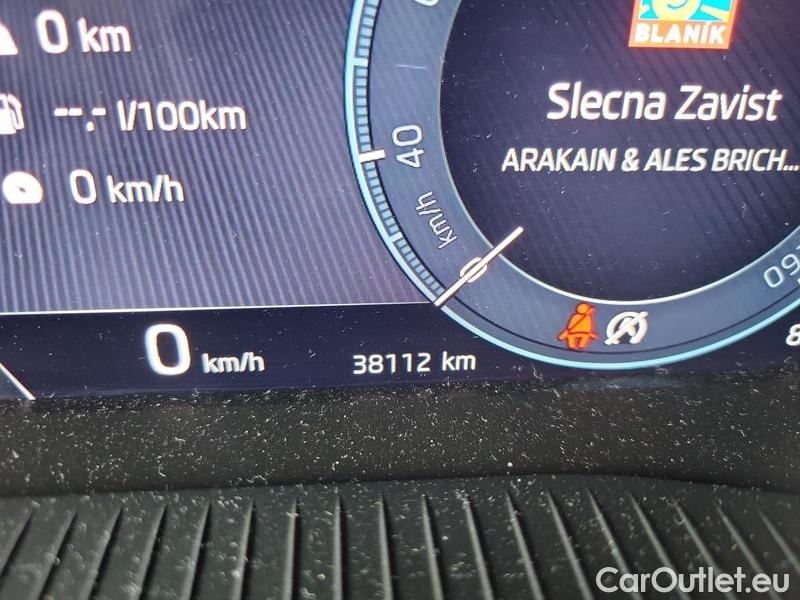 0 km
--.- l/100km
0 km/h
0 km/h
38112 km
40
km/h
BLANÍK
Slecna Zavist
ARAKAIN & ALES BRICH...
CarOutlet.eu